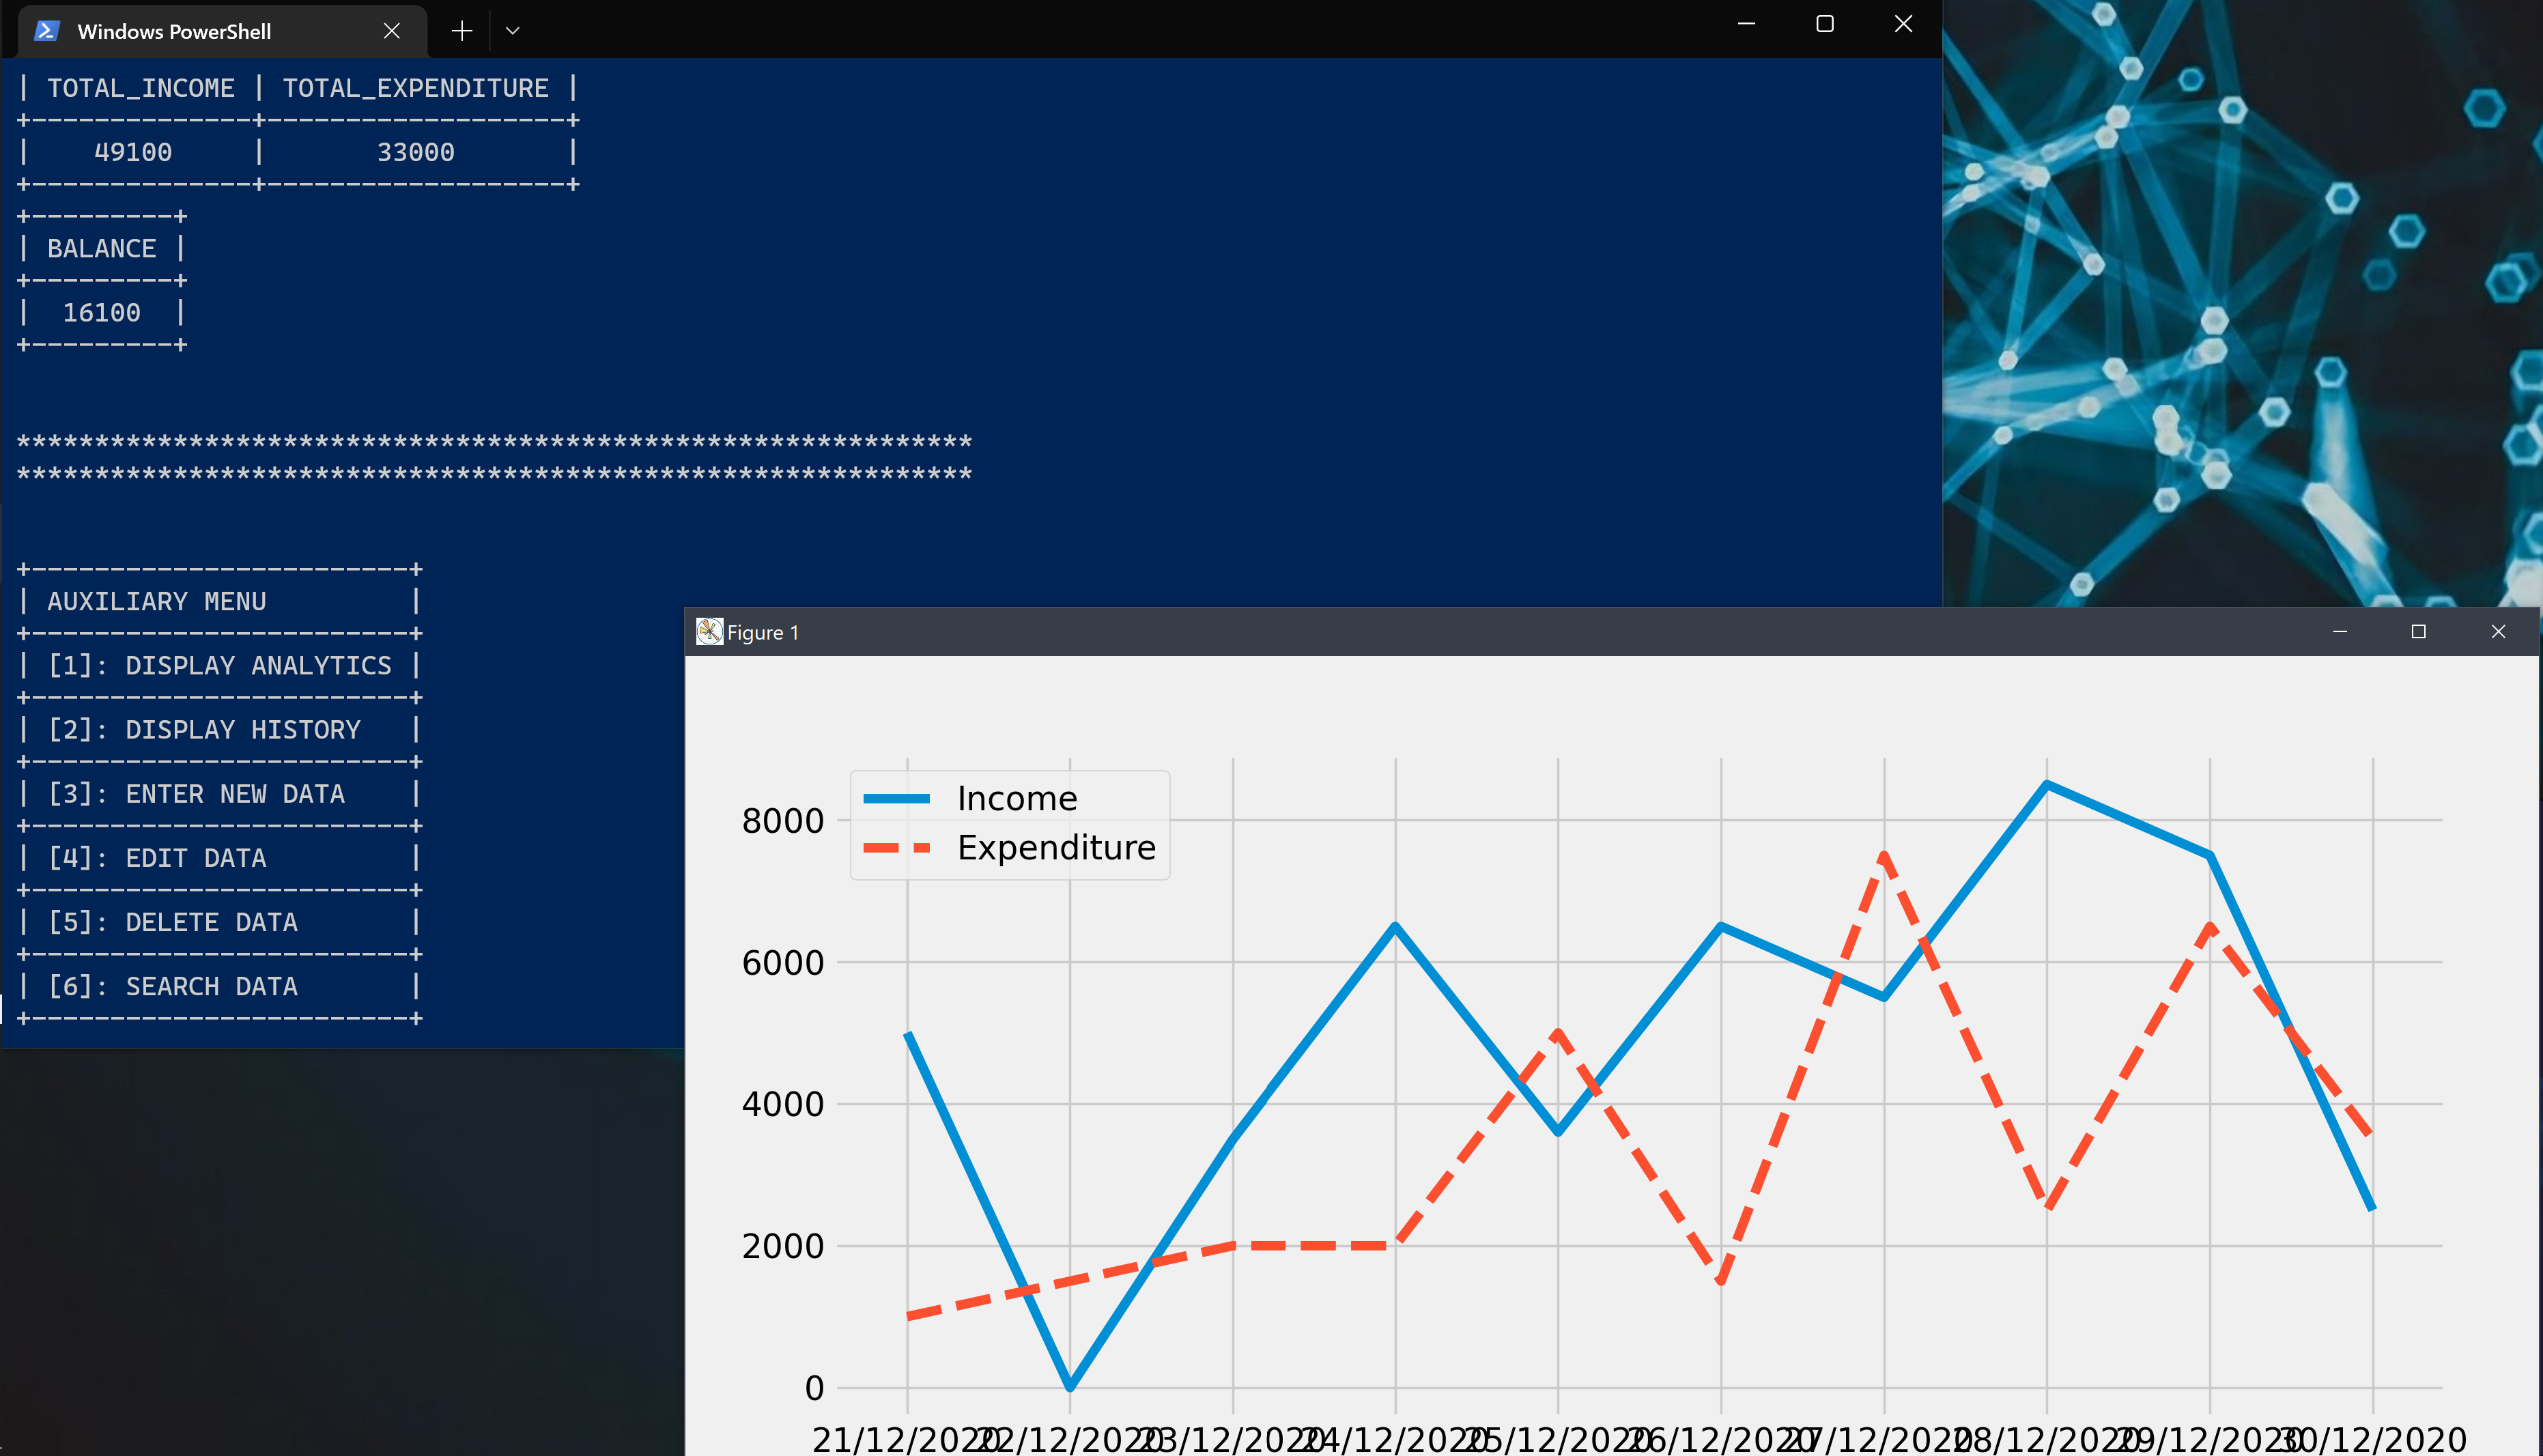 Windows PowerShell
| TOTAL_INCOME | TOTAL_EXPENDITURE |
+--------------+-------------------+
| 49100 | 33000 |
+--------------+-------------------+
+---------+
| BALANCE |
+---------+
| 16100 |
+---------+
*************************************************************
*************************************************************
+------------------------+
| AUXILIARY MENU |
+------------------------+
| [1]: DISPLAY ANALYTICS |
+------------------------+
| [2]: DISPLAY HISTORY |
+------------------------+
| [3]: ENTER NEW DATA |
+------------------------+
| [4]: EDIT DATA |
+------------------------+
| [5]: DELETE DATA |
+------------------------+
| [6]: SEARCH DATA |
+------------------------+
Figure 1
Income
Expenditure
8000
6000
4000
2000
0
21/12/2020 22/12/2020 23/12/2020 24/12/2020 25/12/2020 26/12/2020 27/12/2020 28/12/2020 29/12/2020 30/12/2020